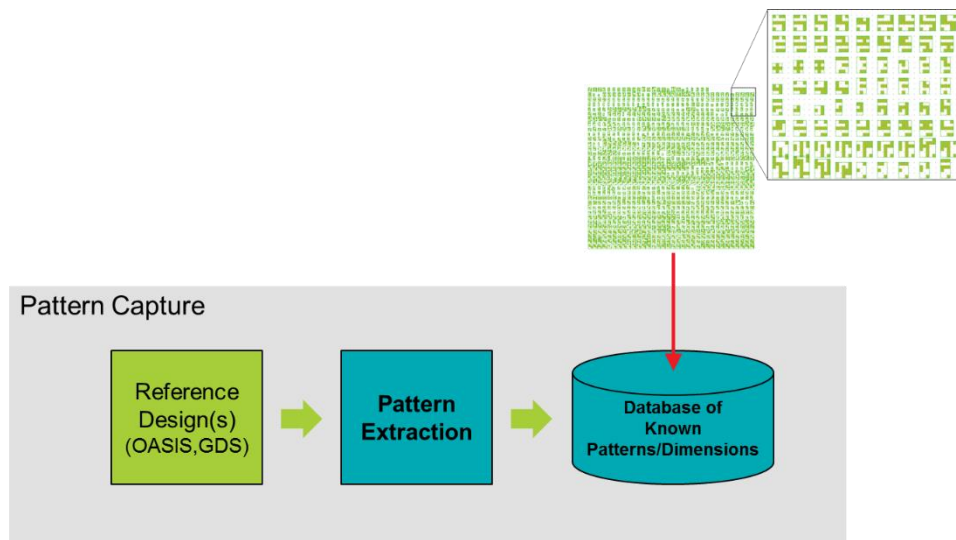 Pattern Capture
Reference
Design(s)
(OASIS,GDS)
Pattern
Extraction
Database of
Known
Patterns/Dimensions